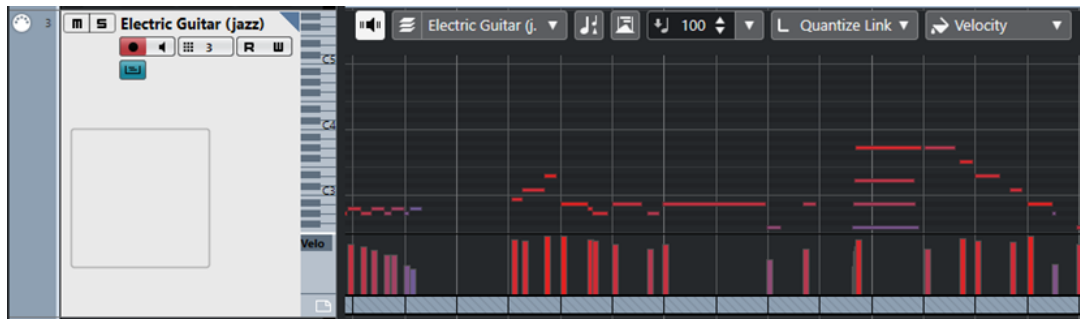 3 m S Electric Guitar (jazz)
3 R W
C5
C4
C3
Velo
Electric Guitar (j. 100 Quantize Link Velocity